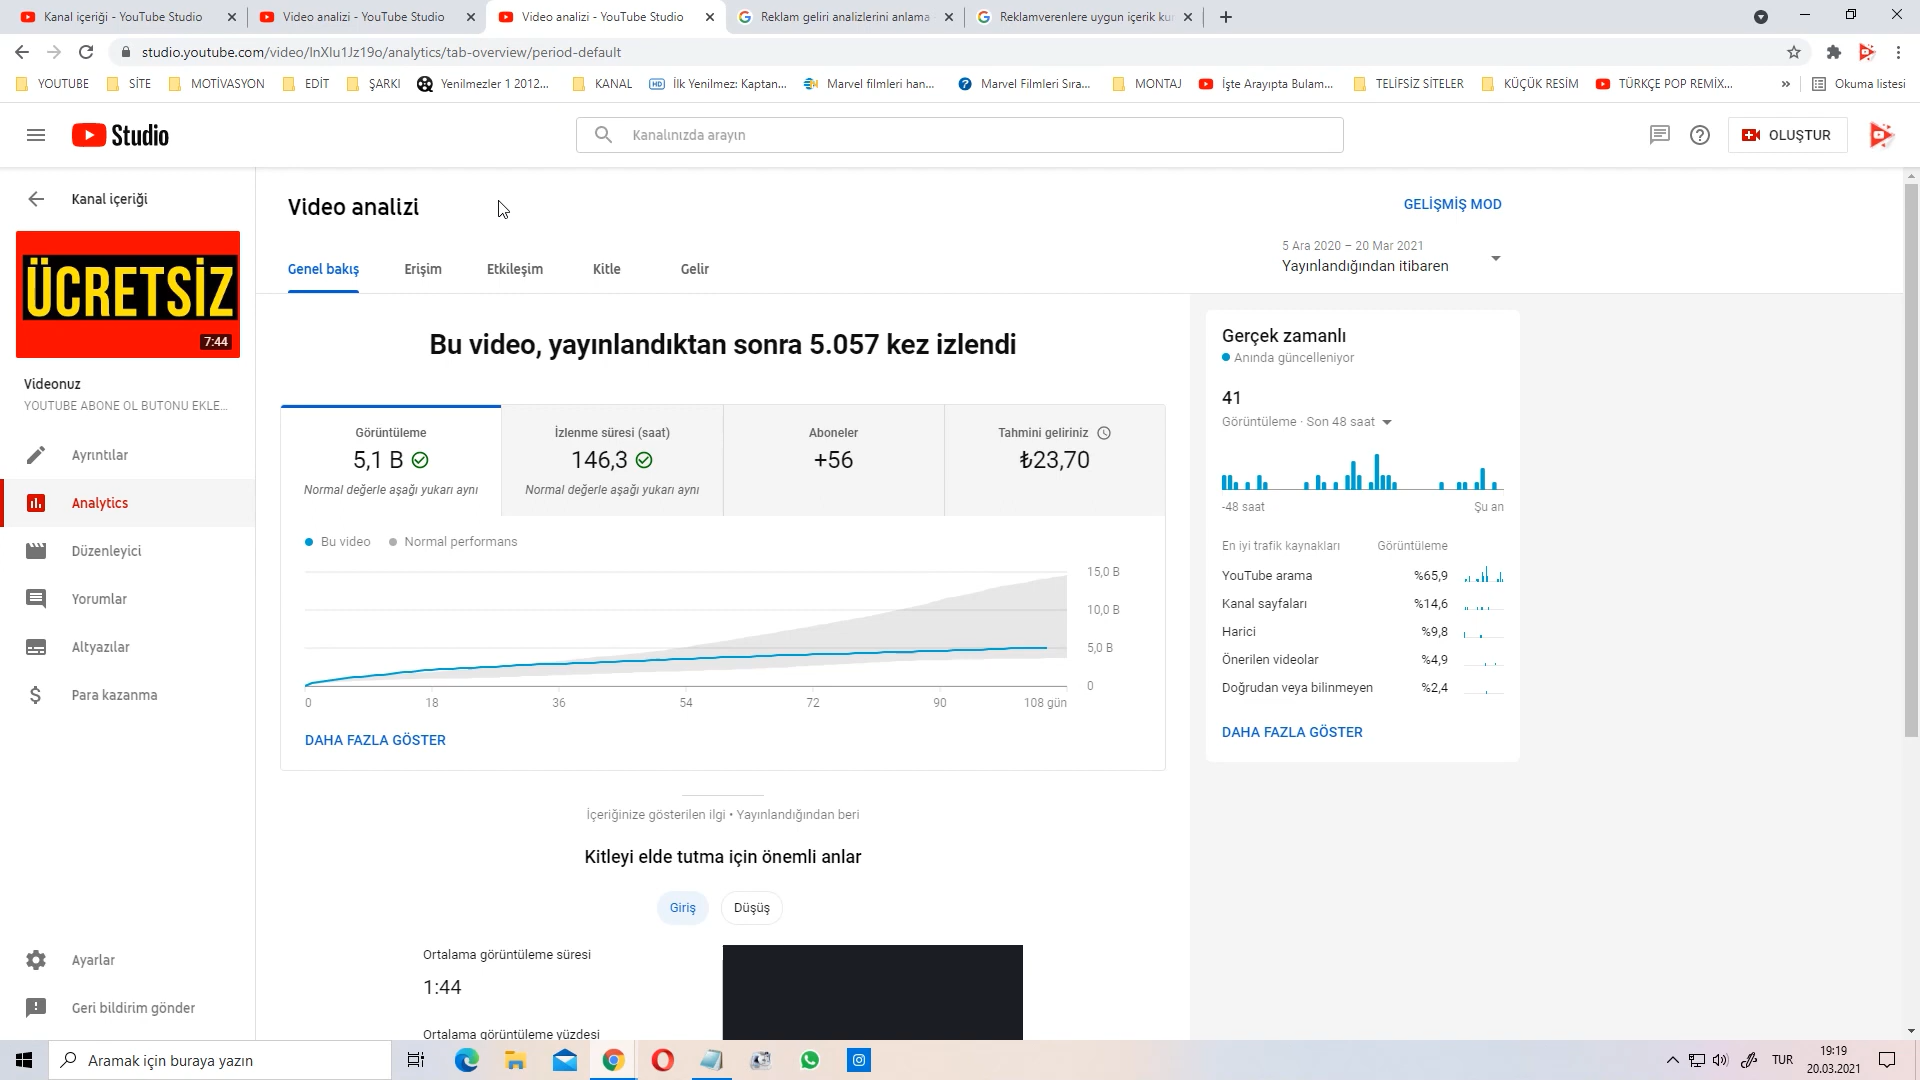 Kanal içeriği - YouTube Studio
Video analizi - YouTube Studio
Video analizi - YouTube Studio
Reklam geliri analizlerini anlama
Reklamverenlere uygun içerik ku
studio.youtube.com/video/lnXIu1Jz19o/analytics/tab-overview/period-default
YOUTUBE
SİTE
MOTİVASYON
EDİT
ŞARKI
Yenilmezler 1 2012...
KANAL
İlk Yenilmez: Kaptan...
Marvel filmleri han...
Marvel Filmleri Sıra...
MONTAJ
İşte Arayıpta Bulam...
TELİFSİZ SİTELER
KÜÇÜK RESİM
TÜRKÇE POP REMİX...
»
Okuma listesi
Studio
Kanalınızda arayın
OLUŞTUR
Kanal içeriği
ÜCRETSİZ
7:44
Videonuz
YOUTUBE ABONE OL BUTONU EKLE...
Ayrıntılar
Analytics
Düzenleyici
Yorumlar
Altyazılar
Para kazanma
Ayarlar
Geri bildirim gönder
Video analizi
GELİŞMİŞ MOD
Genel bakış
Erişim
Etkileşim
Kitle
Gelir
5 Ara 2020 – 20 Mar 2021
Yayınlandığından itibaren
Bu video, yayınlandıktan sonra 5.057 kez izlendi
Görüntüleme
5,1 B
Normal değerle aşağı yukarı aynı
İzlenme süresi (saat)
146,3
Normal değerle aşağı yukarı aynı
Aboneler
+56
Tahmini geliriniz
₺23,70
Bu video
Normal performans
15,0 B
10,0 B
5,0 B
0
0 18 36 54 72 90 108 gün
DAHA FAZLA GÖSTER
İçeriğinize gösterilen ilgi • Yayınlandığından beri
Kitleyi elde tutma için önemli anlar
Giriş
Düşüş
Ortalama görüntüleme süresi
1:44
Ortalama görüntüleme yüzdesi
Gerçek zamanlı
Anında güncelleniyor
41
Görüntüleme · Son 48 saat
-48 saat
Şu an
En iyi trafik kaynakları Görüntüleme
YouTube arama %65,9
Kanal sayfaları %14,6
Harici %9,8
Önerilen videolar %4,9
Doğrudan veya bilinmeyen %2,4
DAHA FAZLA GÖSTER
Aramak için buraya yazın
TUR
19:19
20.03.2021